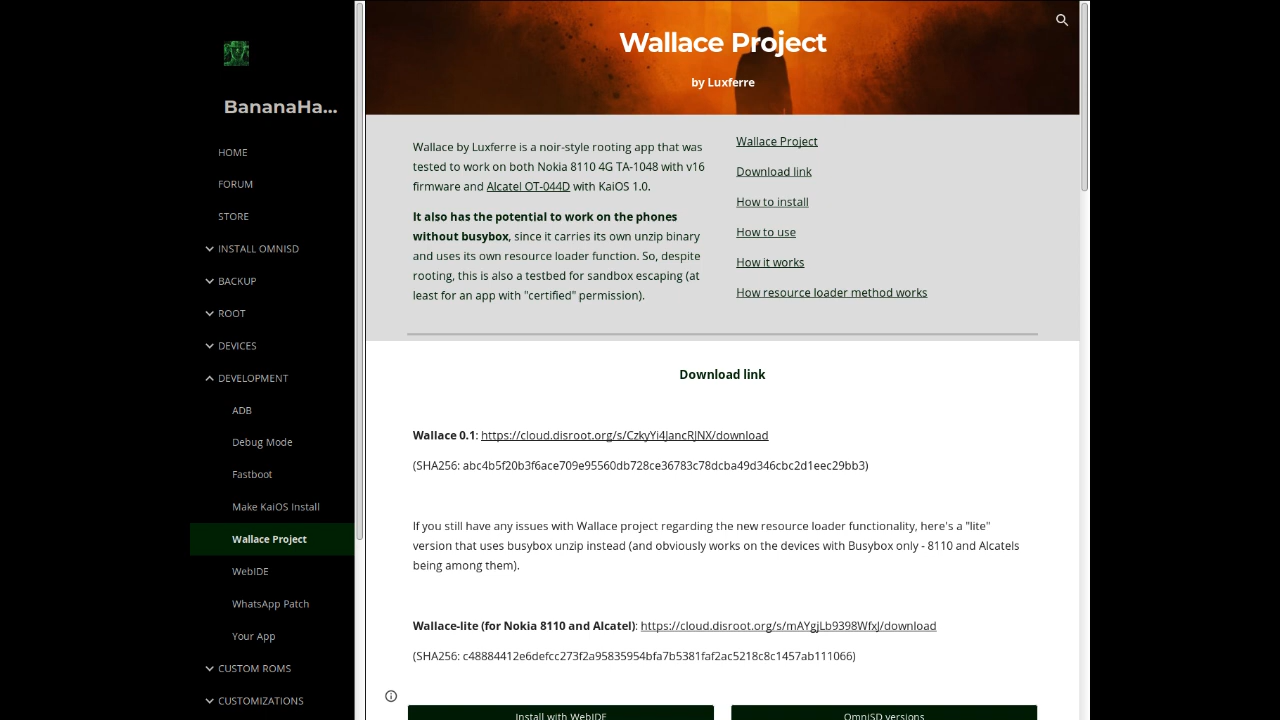 BananaHa...
HOME
FORUM
STORE
INSTALL OMNISD
BACKUP
ROOT
DEVICES
DEVELOPMENT
ADB
Debug Mode
Fastboot
Make KaiOS Install
Wallace Project
WebIDE
WhatsApp Patch
Your App
CUSTOM ROMS
CUSTOMIZATIONS
Wallace Project
by Luxferre
Wallace by Luxferre is a noir-style rooting app that was
tested to work on both Nokia 8110 4G TA-1048 with v16
firmware and Alcatel OT-044D with KaiOS 1.0.
It also has the potential to work on the phones
without busybox, since it carries its own unzip binary
and uses its own resource loader function. So, despite
rooting, this is also a testbed for sandbox escaping (at
least for an app with "certified" permission).
Wallace Project
Download link
How to install
How to use
How it works
How resource loader method works
Download link
Wallace 0.1: https://cloud.disroot.org/s/CzkyYi4JancRJNX/download
(SHA256: abc4b5f20b3f6ace709e95560db728ce36783c78dcba49d346cbc2d1eec29bb3)
If you still have any issues with Wallace project regarding the new resource loader functionality, here's a "lite"
version that uses busybox unzip instead (and obviously works on the devices with Busybox only - 8110 and Alcatels
being among them).
Wallace-lite (for Nokia 8110 and Alcatel): https://cloud.disroot.org/s/mAYgjLb9398WfxJ/download
(SHA256: c48884412e6defcc273f2a95835954bfa7b5381faf2ac5218c8c1457ab111066)
Install with WebIDE
OmniSD versions